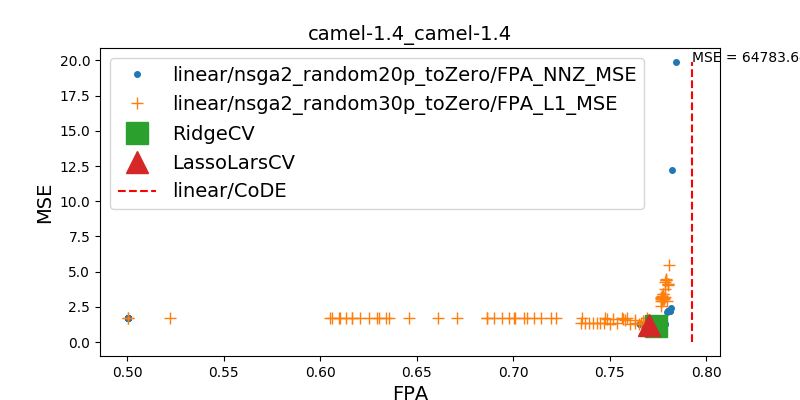 camel-1.4_camel-1.4
MSE = 64783.6
linear/nsga2_random20p_toZero/FPA_NNZ_MSE
linear/nsga2_random30p_toZero/FPA_L1_MSE
RidgeCV
LassoLarsCV
linear/CoDE
MSE
20.0
17.5
15.0
12.5
10.0
7.5
5.0
2.5
0.0
0.50 0.55 0.60 0.65 0.70 0.75 0.80
FPA